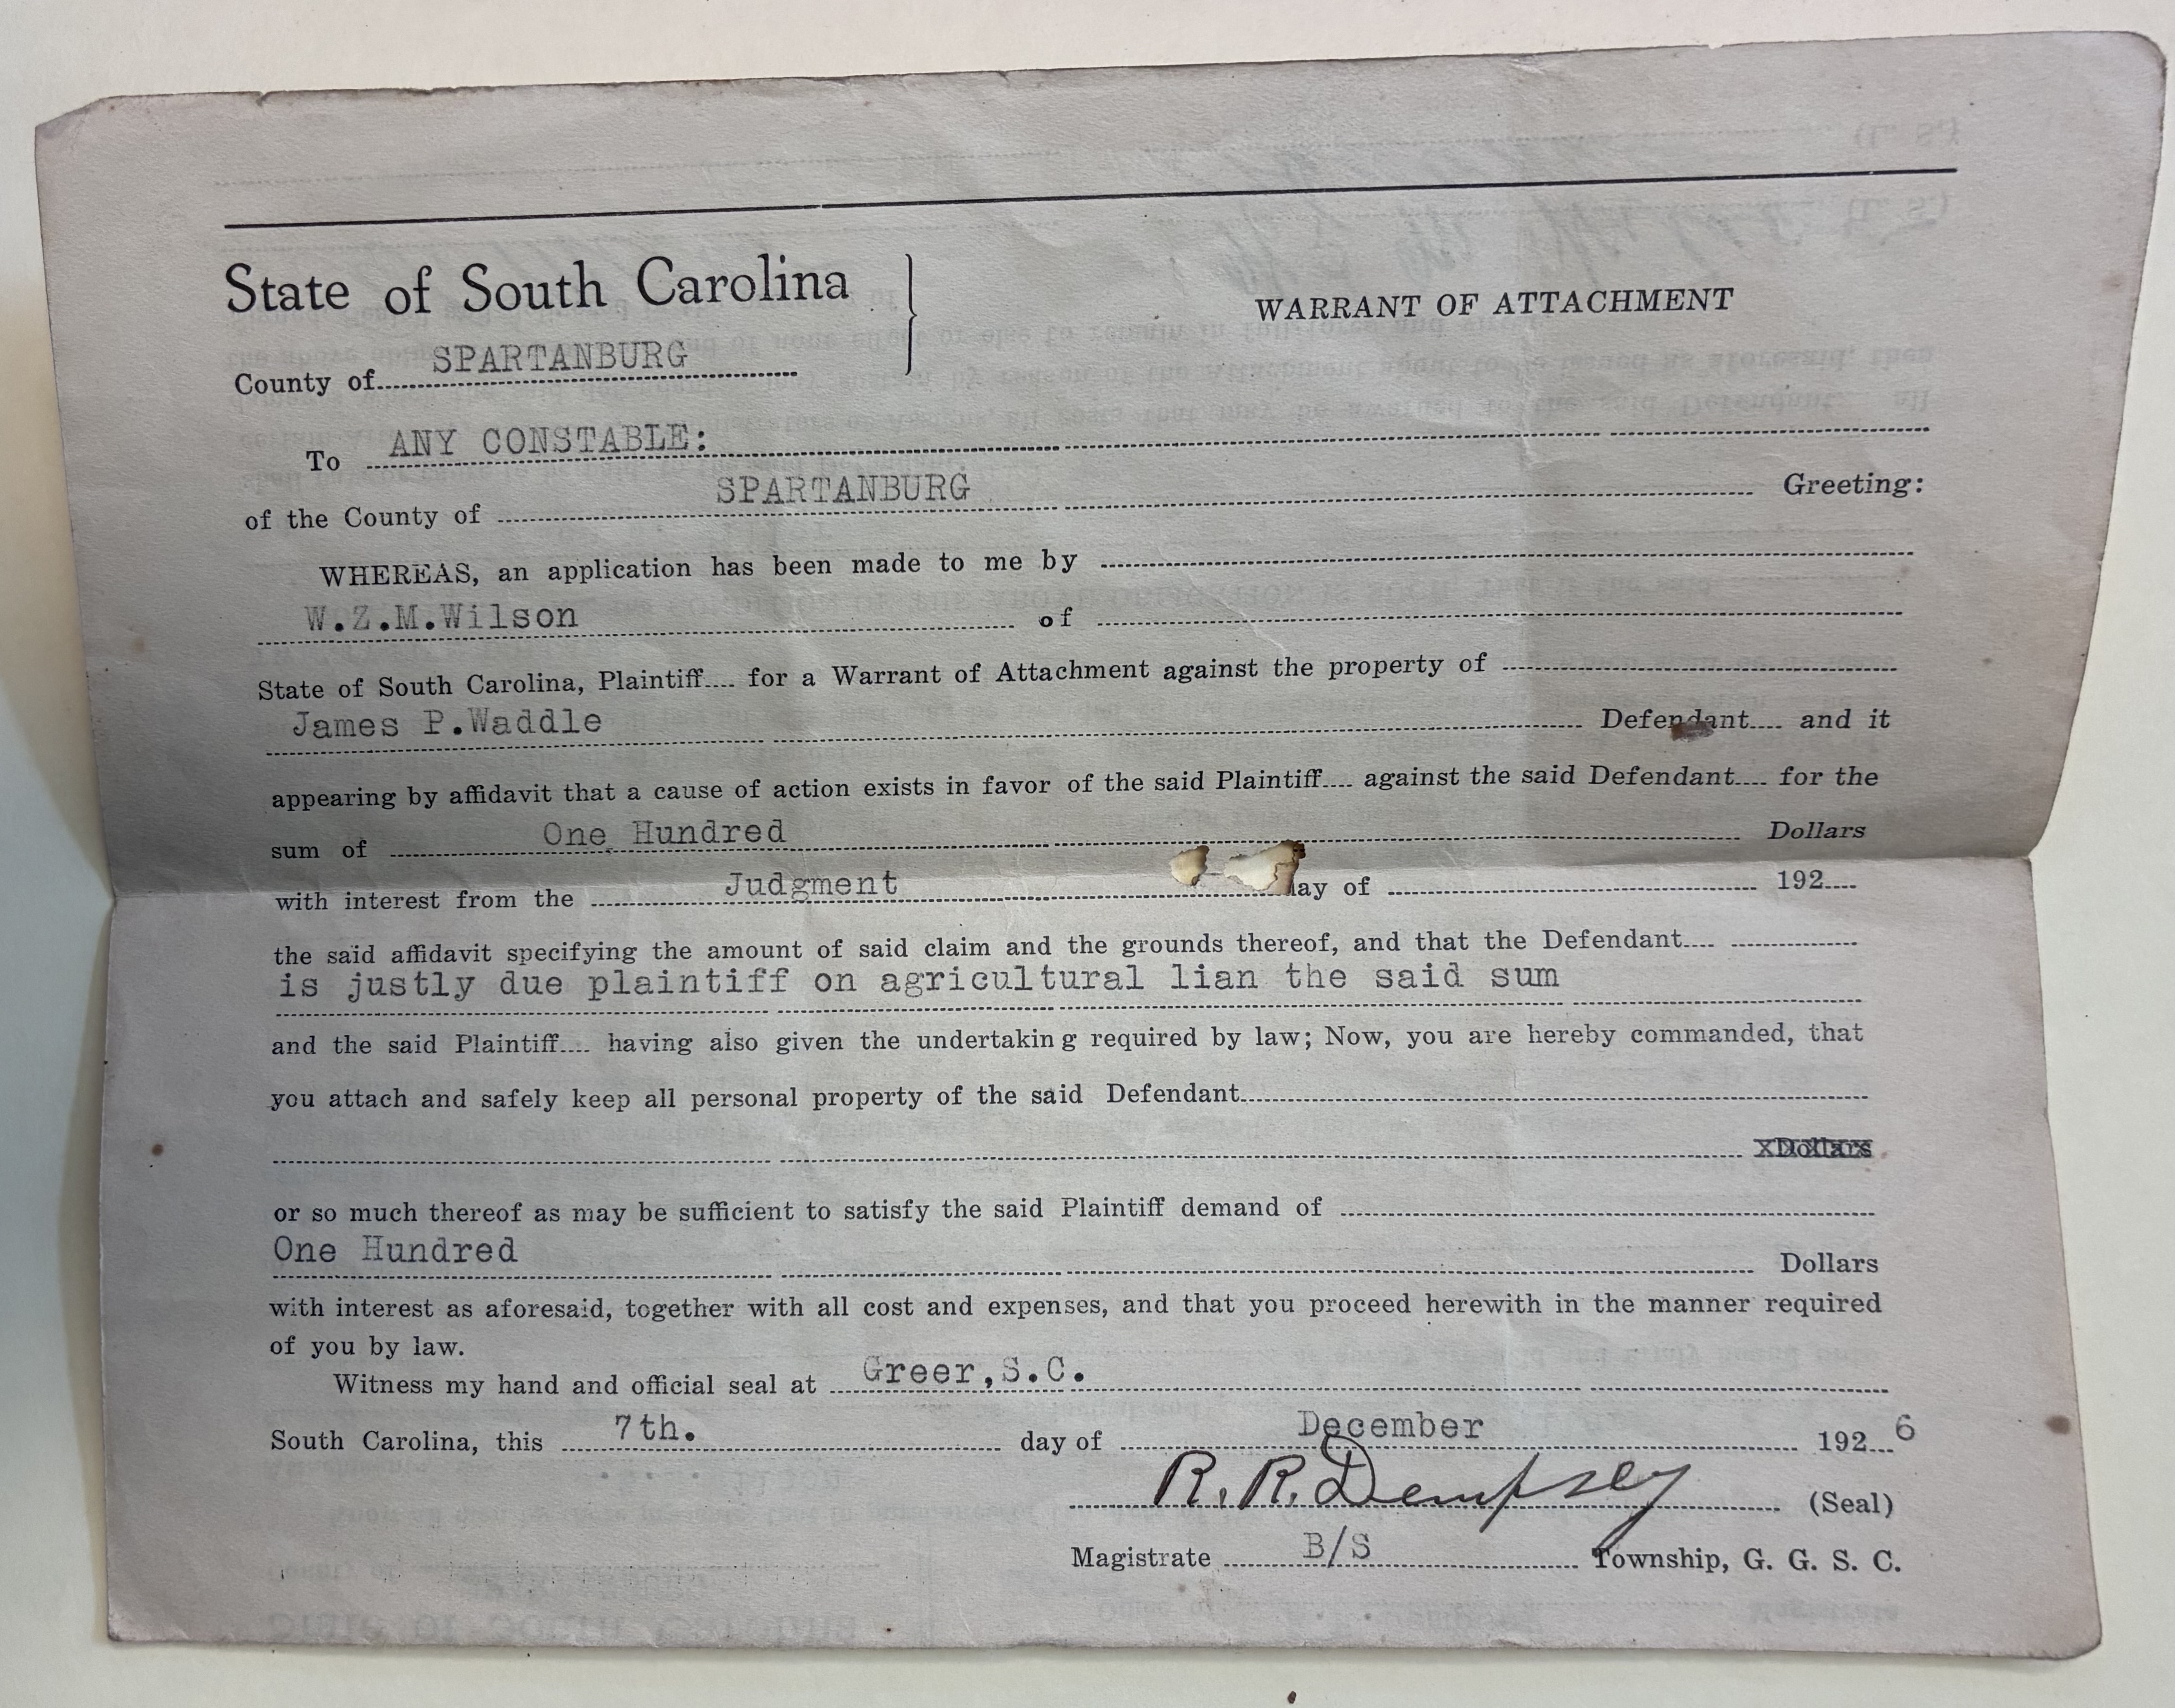 State of South Carolina } WARRANT OF ATTACHMENT
County of SPARTANBURG
To ANY CONSTABLE:
of the County of SPARTANBURG Greeting:
WHEREAS, an application has been made to me by
W.Z.M.Wilson of
State of South Carolina, Plaintiff.... for a Warrant of Attachment against the property of
James P.Waddle Defendant.... and it
appearing by affidavit that a cause of action exists in favor of the said Plaintiff.... against the said Defendant.... for the
sum of One Hundred Dollars
with interest from the Judgment day of 192....
the said affidavit specifying the amount of said claim and the grounds thereof, and that the Defendant....
is justly due plaintiff on agricultural lian the said sum
and the said Plaintiff.... having also given the undertaking required by law; Now, you are hereby commanded, that
you attach and safely keep all personal property of the said Defendant
Dollars
or so much thereof as may be sufficient to satisfy the said Plaintiff demand of
One Hundred Dollars
with interest as aforesaid, together with all cost and expenses, and that you proceed herewith in the manner required
of you by law.
Witness my hand and official seal at Greer,S.C.
South Carolina, this 7th. day of December 192...6
R. R. Dempsey (Seal)
Magistrate B/S Township, G. G. S. C.